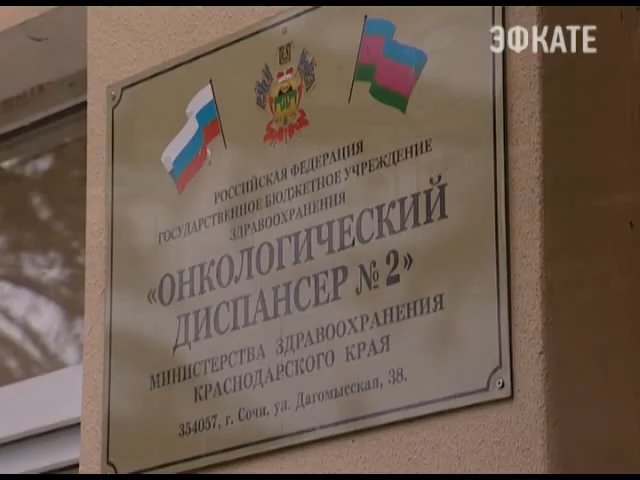 ЭФКАТЕ
РОССИЙСКАЯ ФЕДЕРАЦИЯ
ГОСУДАРСТВЕННОЕ БЮДЖЕТНОЕ УЧРЕЖДЕНИЕ
ЗДРАВООХРАНЕНИЯ
«ОНКОЛОГИЧЕСКИЙ
ДИСПАНСЕР № 2»
МИНИСТЕРСТВА ЗДРАВООХРАНЕНИЯ
КРАСНОДАРСКОГО КРАЯ
354057, г. Сочи, ул. Дагомысская, 38.